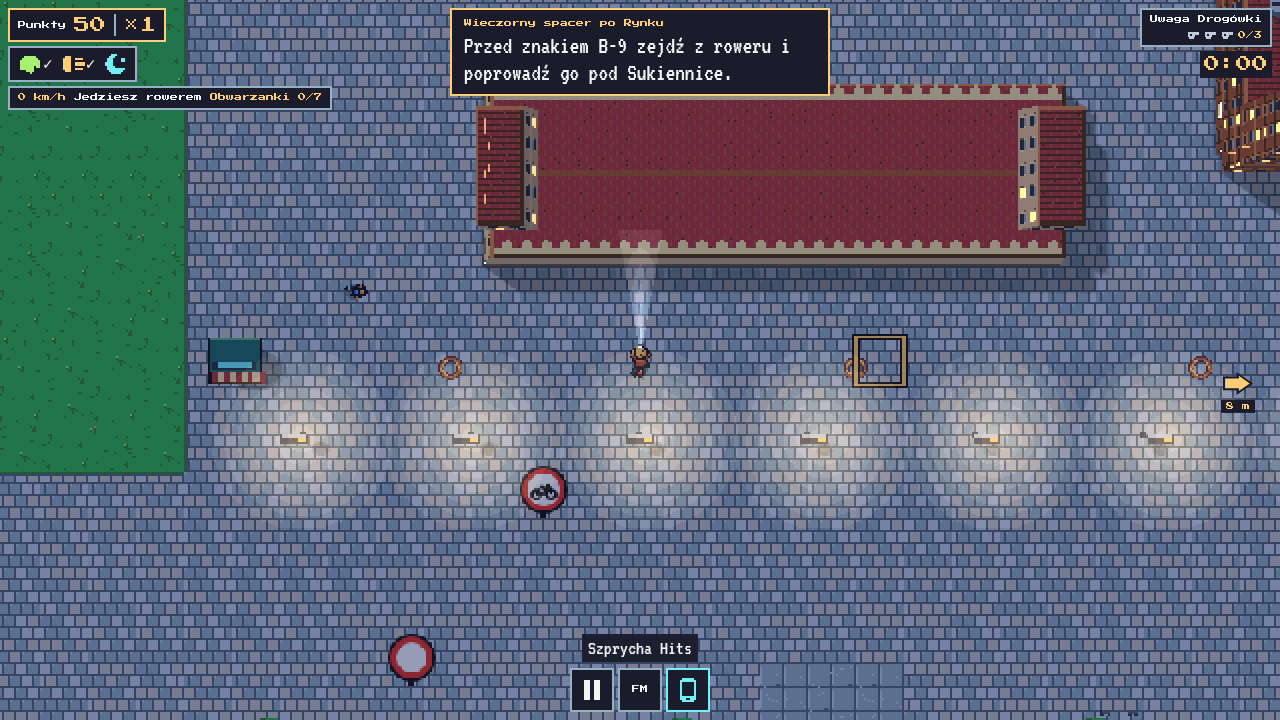 Punkty 50 ×1
0 km/h Jedziesz rowerem Obwarzanki 0/7
Wieczorny spacer po Rynku
Przed znakiem B-9 zejdź z roweru i
poprowadź go pod Sukiennice.
Uwaga Drogówki
0/3
0:00
8 m
Szprycha Hits
FM